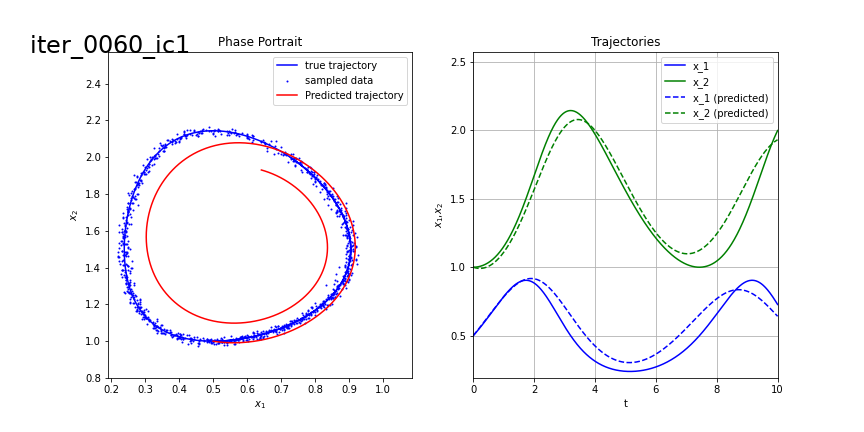 iter_0060_ic1
Phase Portrait
true trajectory
sampled data
Predicted trajectory
2.4
2.2
2.0
1.8
1.6
1.4
1.2
1.0
0.8
x₂
0.2 0.3 0.4 0.5 0.6 0.7 0.8 0.9 1.0
x₁
Trajectories
x_1
x_2
x_1 (predicted)
x_2 (predicted)
2.5
2.0
1.5
1.0
0.5
x₁,x₂
0 2 4 6 8 10
t